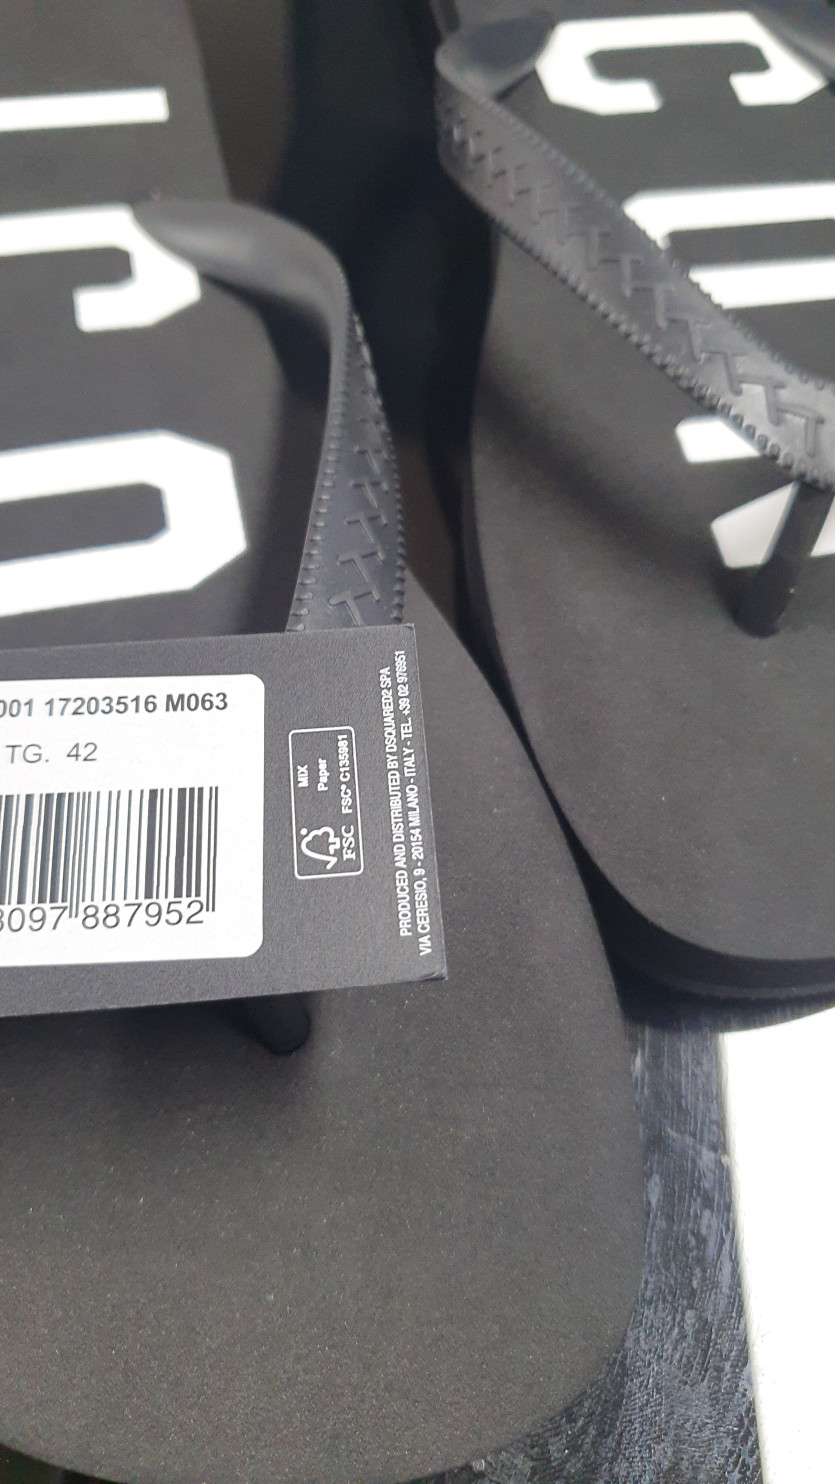 I
C
O
C
O
001 17203516 M063
TG. 42
8097 887952
MIX
Paper
FSC
FSC® C135981
PRODUCED AND DISTRIBUTED BY DSQUARED2 SPA
VIA CERESIO, 9 - 20154 MILANO - ITALY - TEL. +39 02 976951